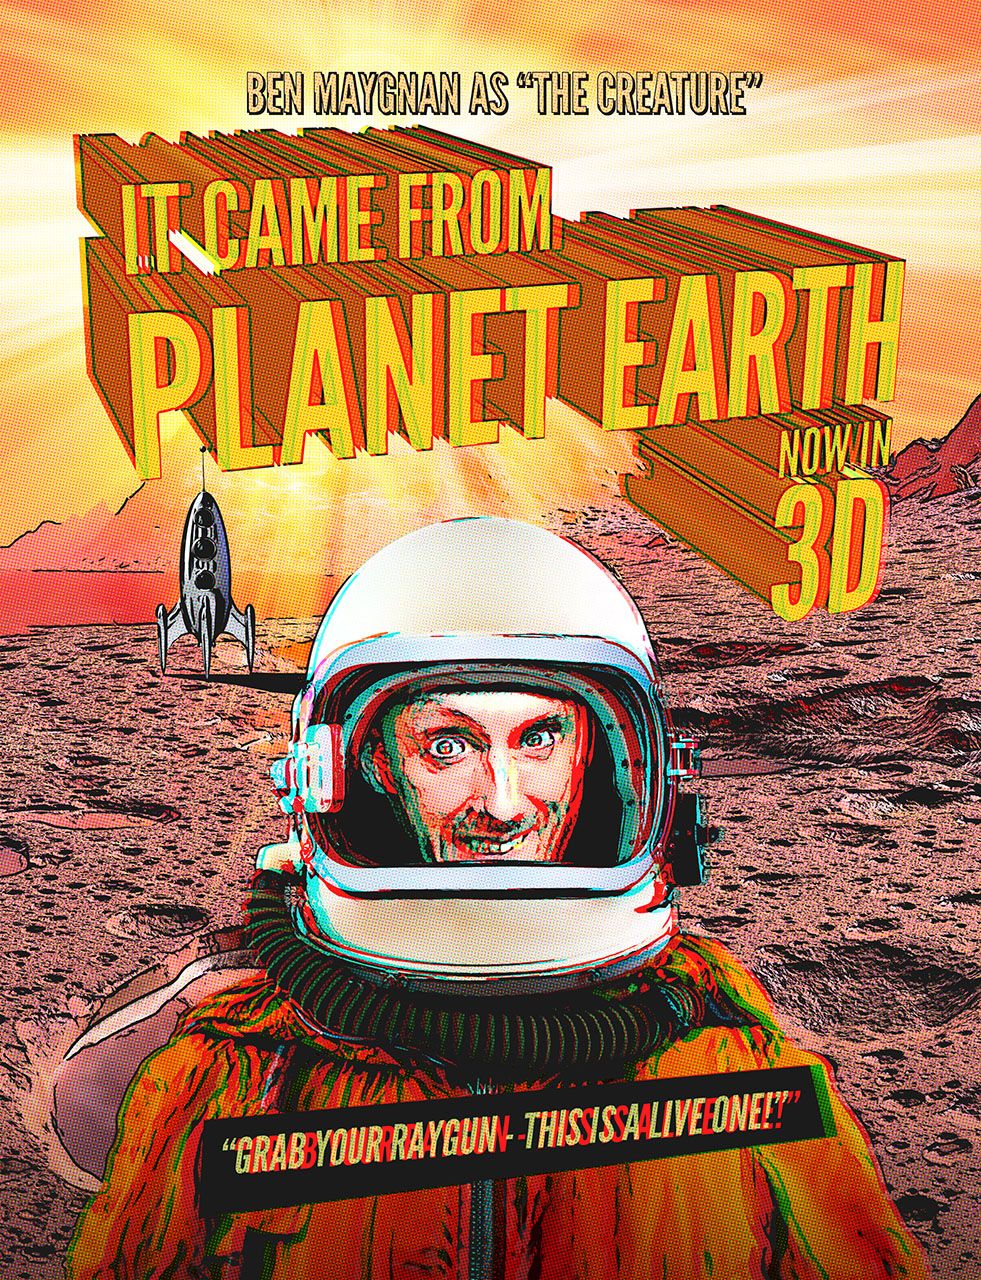 BEN MAYGNAN AS “THE CREATURE”
IT CAME FROM
PLANET EARTH
NOW IN
3D
“GRAB YOUR RAYGUN - THIS IS A LIVE ONE!”